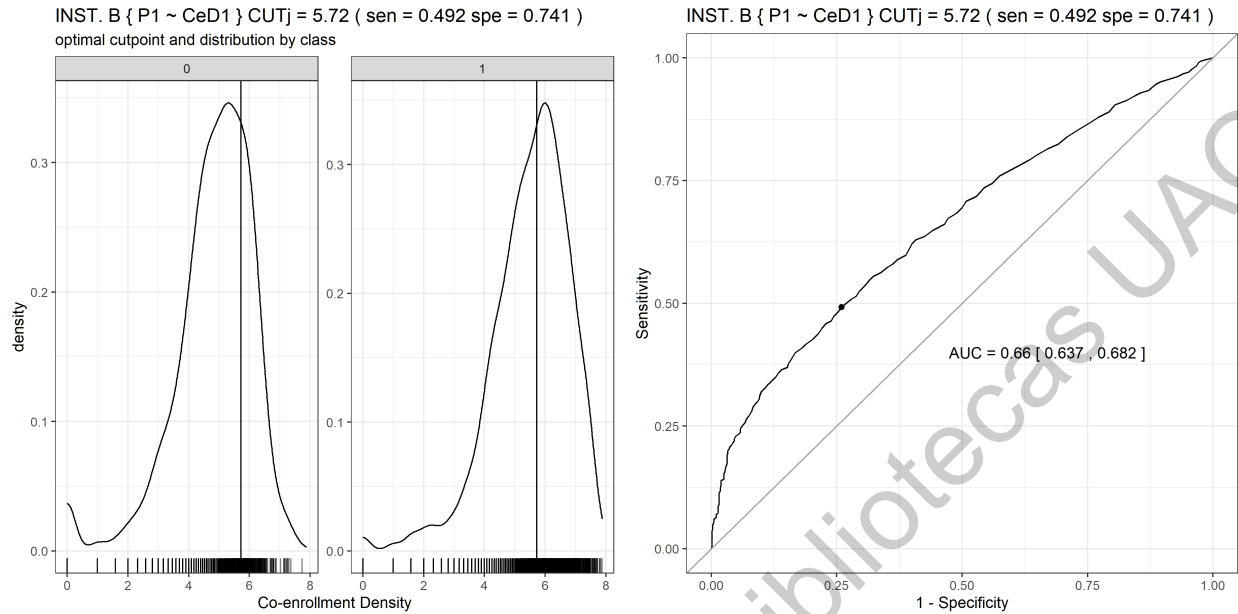 INST. B { P1 ~ CeD1 } CUTj = 5.72 ( sen = 0.492 spe = 0.741 )
optimal cutpoint and distribution by class
0
1
density
0.3
0.2
0.1
0.0
0 2 4 6 8
0.3
0.2
0.1
0.0
0 2 4 6 8
Co-enrollment Density
INST. B { P1 ~ CeD1 } CUTj = 5.72 ( sen = 0.492 spe = 0.741 )
Sensitivity
1.00
0.75
0.50
0.25
0.00
AUC = 0.66 [ 0.637 , 0.682 ]
0.00 0.25 0.50 0.75 1.00
1 - Specificity